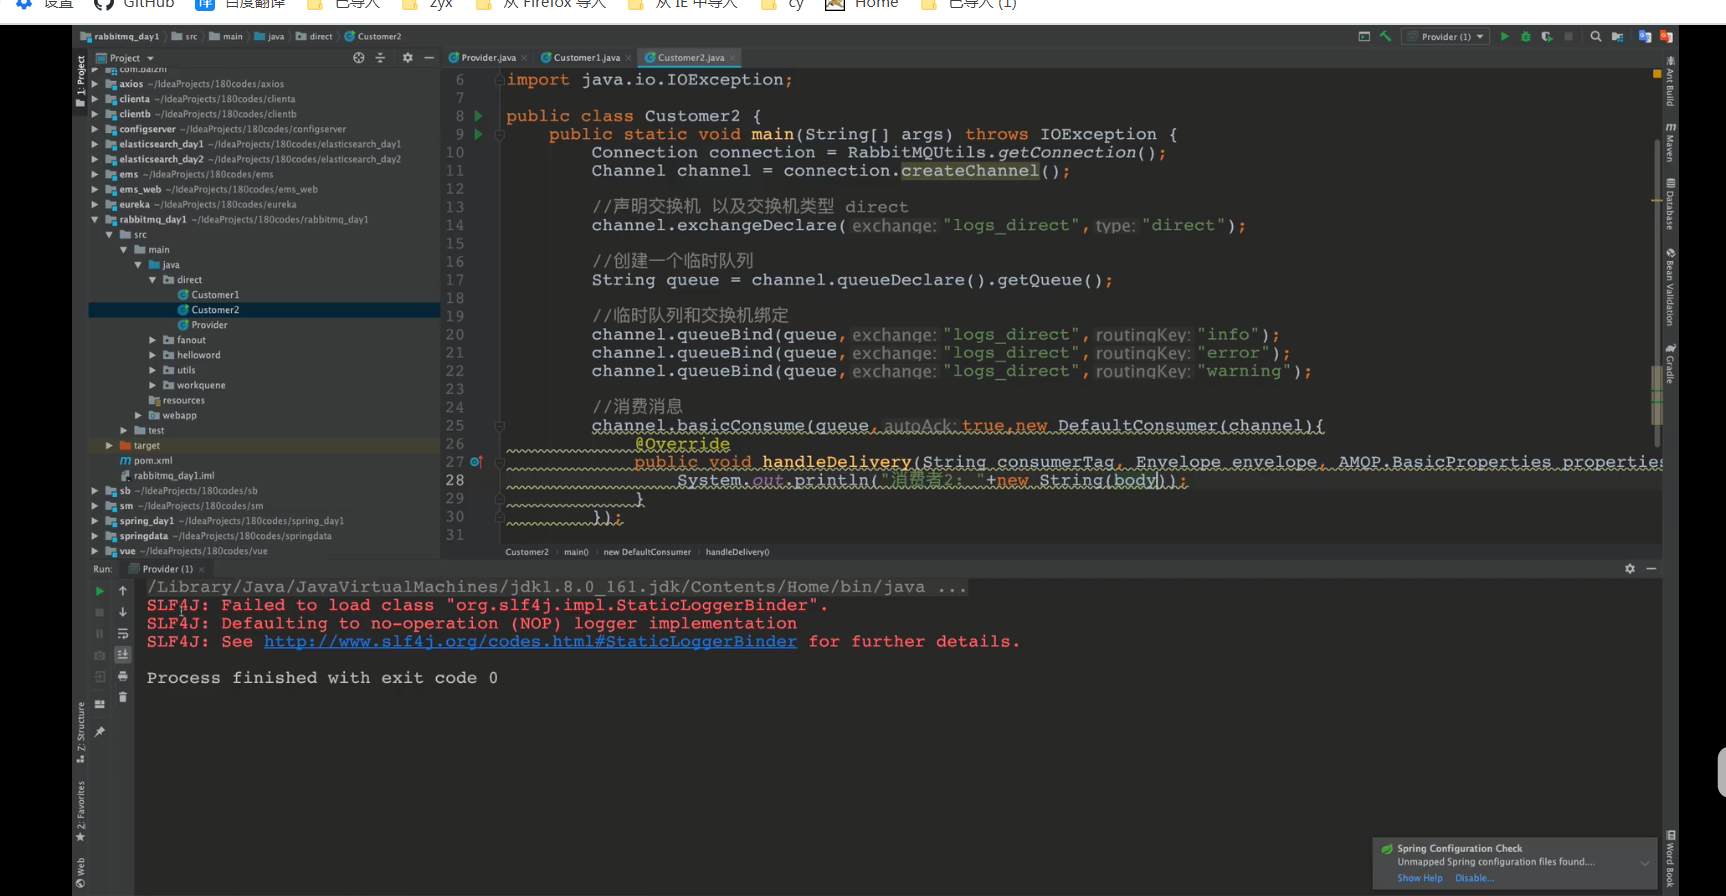 设置 GitHub 百度翻译 已导入 zyx 从 Firefox 导入 从 IE 中导入 cy Home 已导入 (1)
rabbitmq_day1 src main java direct Customer2 Provider (1)
Project Provider.java Customer1.java Customer2.java
1: Project
com.baizhi
axios ~/IdeaProjects/180codes/axios
clienta ~/IdeaProjects/180codes/clienta
clientb ~/IdeaProjects/180codes/clientb
configserver ~/IdeaProjects/180codes/configserver
elasticsearch_day1 ~/IdeaProjects/180codes/elasticsearch_day1
elasticsearch_day2 ~/IdeaProjects/180codes/elasticsearch_day2
ems ~/IdeaProjects/180codes/ems
ems_web ~/IdeaProjects/180codes/ems_web
eureka ~/IdeaProjects/180codes/eureka
rabbitmq_day1 ~/IdeaProjects/180codes/rabbitmq_day1
src
main
java
direct
Customer1
Customer2
Provider
fanout
helloword
utils
workquene
resources
webapp
test
target
pom.xml
rabbitmq_day1.iml
sb ~/IdeaProjects/180codes/sb
sm ~/IdeaProjects/180codes/sm
spring_day1 ~/IdeaProjects/180codes/spring_day1
springdata ~/IdeaProjects/180codes/springdata
vue ~/IdeaProjects/180codes/vue
6 import java.io.IOException;
7
8 public class Customer2 {
9 public static void main(String[] args) throws IOException {
10 Connection connection = RabbitMQUtils.getConnection();
11 Channel channel = connection.createChannel();
12
13 //声明交换机 以及交换机类型 direct
14 channel.exchangeDeclare( exchange: "logs_direct", type: "direct");
15
16 //创建一个临时队列
17 String queue = channel.queueDeclare().getQueue();
18
19 //临时队列和交换机绑定
20 channel.queueBind(queue, exchange: "logs_direct", routingKey: "info");
21 channel.queueBind(queue, exchange: "logs_direct", routingKey: "error");
22 channel.queueBind(queue, exchange: "logs_direct", routingKey: "warning");
23
24 //消费消息
25 channel.basicConsume(queue, autoAck: true,new DefaultConsumer(channel){
26 @Override
27 public void handleDelivery(String consumerTag, Envelope envelope, AMQP.BasicProperties properties
28 System.out.println("消费者2: "+new String(body));
29 }
30 });
31
Customer2 main() new DefaultConsumer handleDelivery()
Ant Build
Maven
Database
Bean Validation
Gradle
Word Book
Run: Provider (1)
/Library/Java/JavaVirtualMachines/jdk1.8.0_161.jdk/Contents/Home/bin/java ...
SLF4J: Failed to load class "org.slf4j.impl.StaticLoggerBinder".
SLF4J: Defaulting to no-operation (NOP) logger implementation
SLF4J: See http://www.slf4j.org/codes.html#StaticLoggerBinder for further details.
Process finished with exit code 0
Z: Structure
2: Favorites
Web
Spring Configuration Check
Unmapped Spring configuration files found....
Show Help Disable...